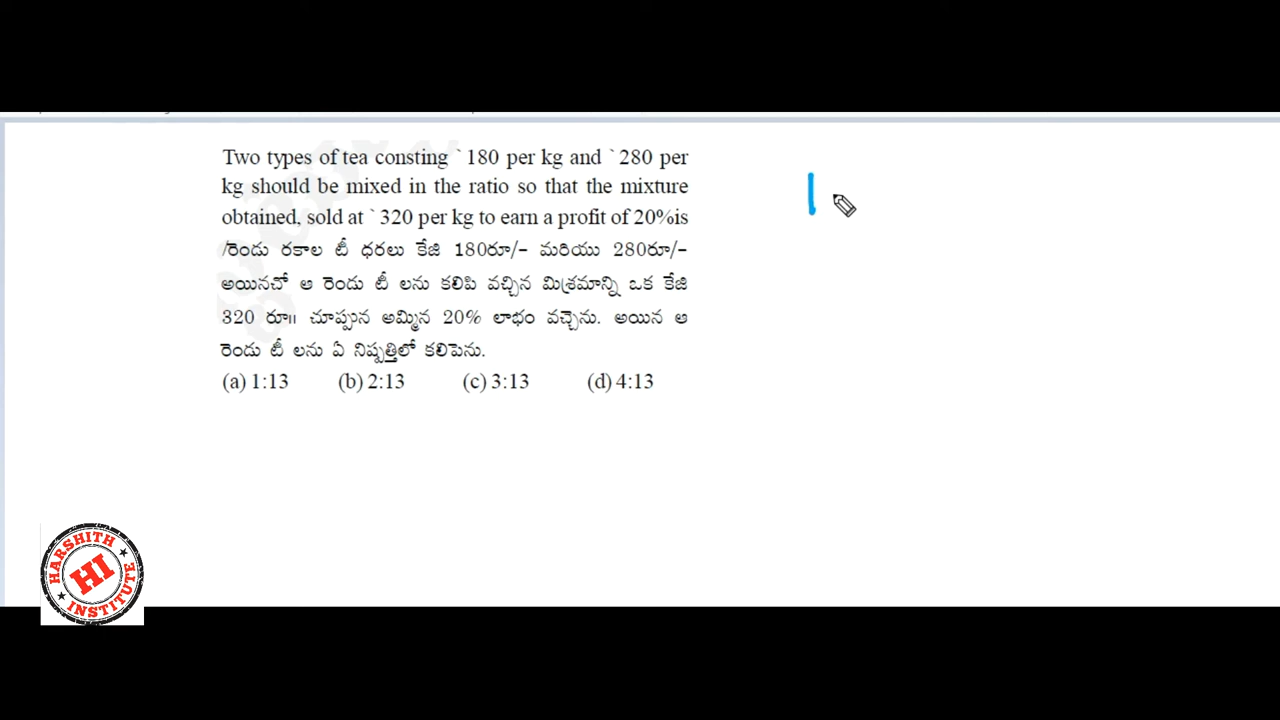 Two types of tea consting `180 per kg and `280 per
kg should be mixed in the ratio so that the mixture
obtained, sold at `320 per kg to earn a profit of 20%is
/రెండు రకాల టీ ధరలు కేజి 180రూ/- మరియు 280రూ/-
అయినచో ఆ రెండు టీ లను కలిపి వచ్చిన మిశ్రమాన్ని ఒక కేజి
320 రూ॥ చూప్పున అమ్మిన 20% లాభం వచ్చెను. అయిన ఆ
రెండు టీ లను ఏ నిష్పత్తిలో కలిపెను.
(a) 1:13 (b) 2:13 (c) 3:13 (d) 4:13
HARSHITH
HI
INSTITUTE